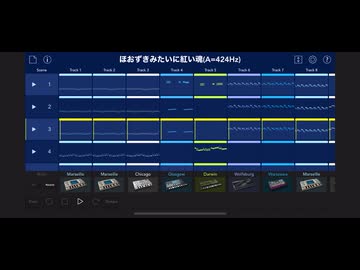 ほおずきみたいに紅い魂(A=424Hz)
Scene Track 1 Track 2 Track 3 Track 4 Track 5 Track 6 Track 7 Track 8
1
2
3
4
Marseille Marseille Chicago Glasgow Darwin Wolfsburg Warszawa Marseille